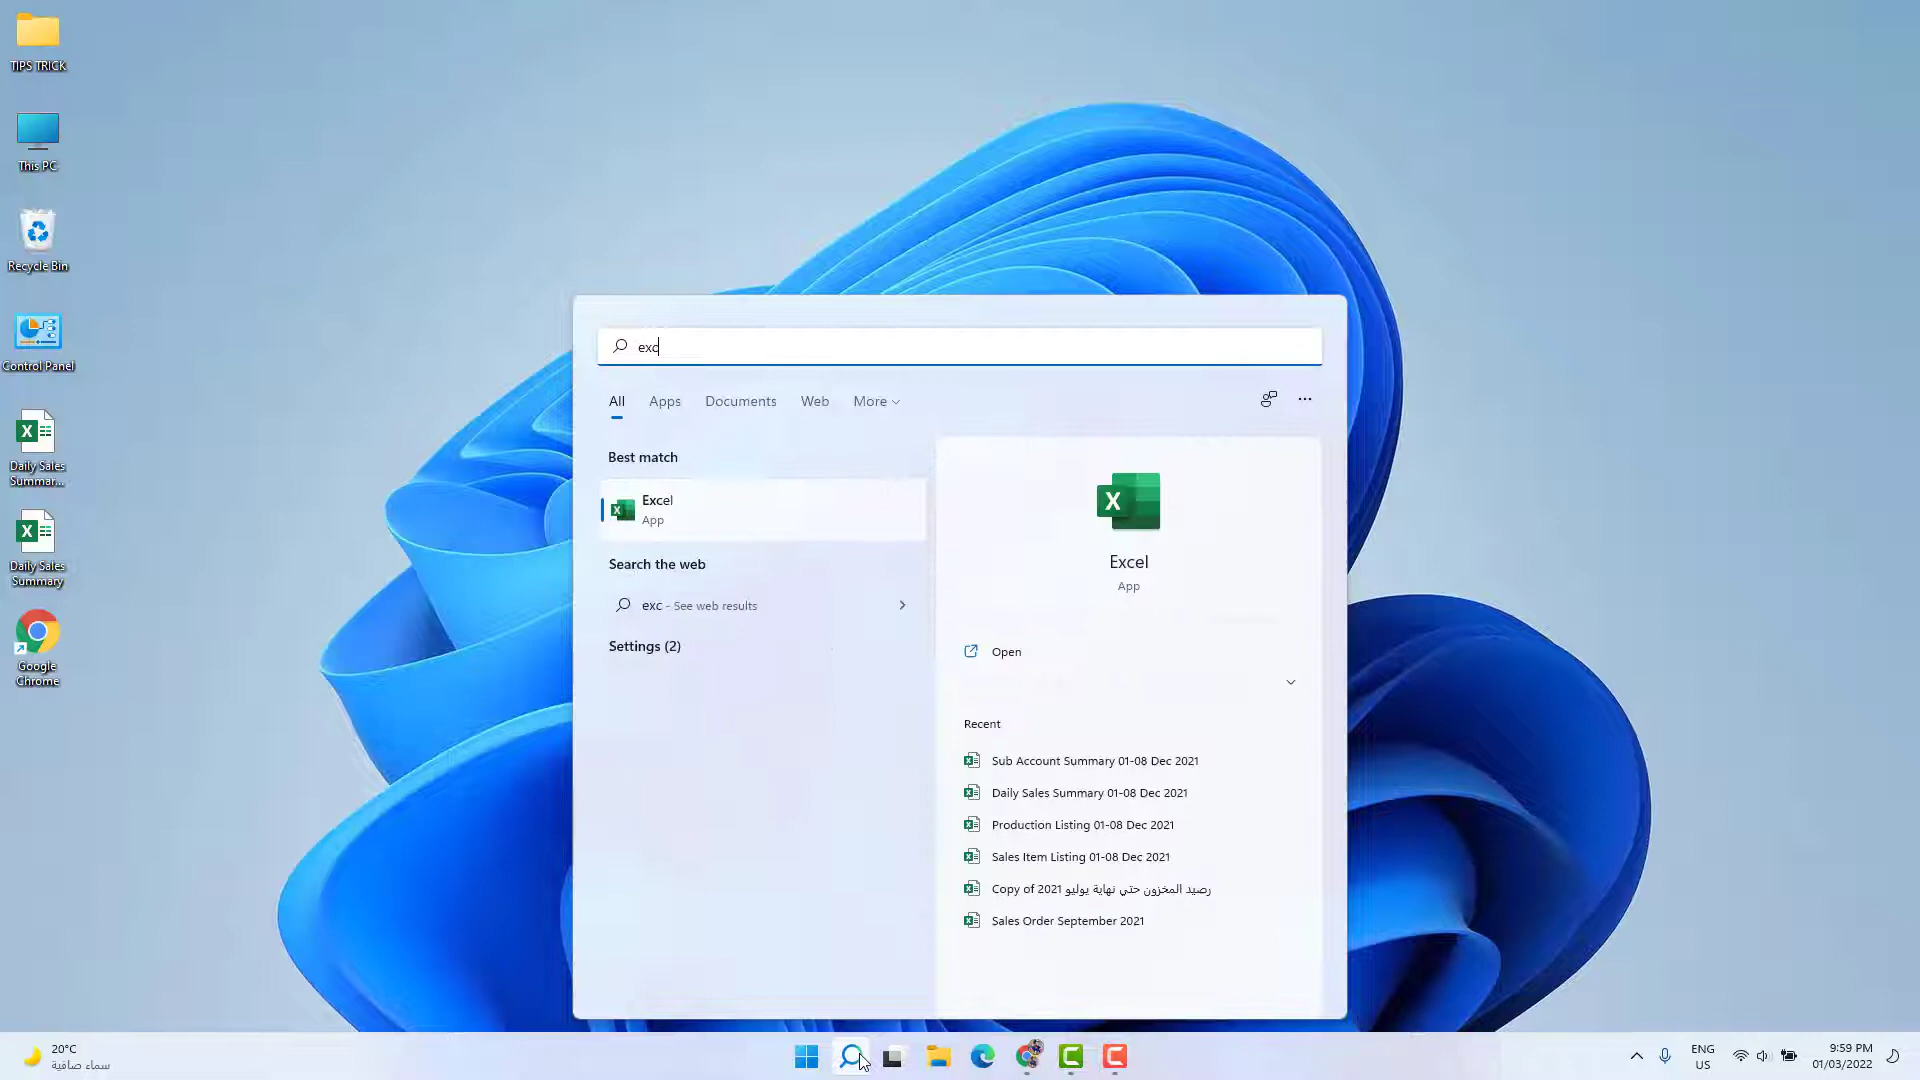 TIPS TRICK
This PC
Recycle Bin
Control Panel
Daily Sales
Summar...
Daily Sales
Summary
Google
Chrome
exc
All Apps Documents Web More
Best match
Excel
App
Search the web
exc - See web results
Settings (2)
Excel
App
Open
Recent
Sub Account Summary 01-08 Dec 2021
Daily Sales Summary 01-08 Dec 2021
Production Listing 01-08 Dec 2021
Sales Item Listing 01-08 Dec 2021
Copy of 2021 رصيد المخزون حتي نهاية يوليو
Sales Order September 2021
20°C
سماء صافية
ENG
US
9:59 PM
01/03/2022